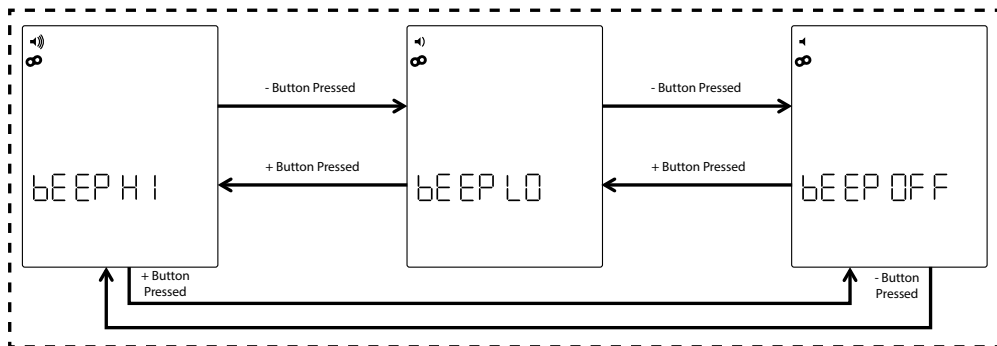 - Button Pressed
- Button Pressed
+ Button Pressed
+ Button Pressed
bEEP HI
bEEP LO
bEEP OFF
+ Button
Pressed
- Button
Pressed